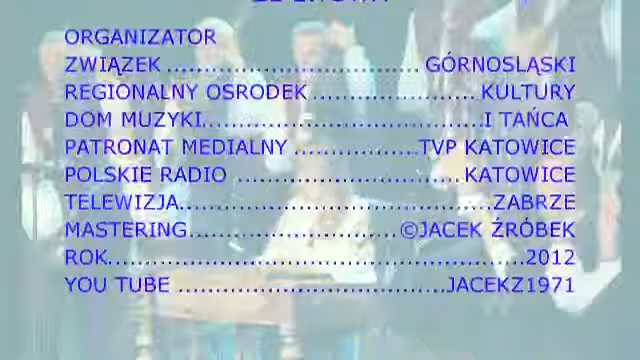 ORGANIZATOR
ZWIĄZEK .......................... GÓRNOSLĄSKI
REGIONALNY OSRODEK ................. KULTURY
DOM MUZYKI............................I TAŃCA
PATRONAT MEDIALNY .............TVP KATOWICE
POLSKIE RADIO .......................KATOWICE
TELEWIZJA................................ZABRZE
MASTERING.....................©JACEK ŹRÓBEK
ROK...........................................2012
YOU TUBE ...........................JACEKZ1971